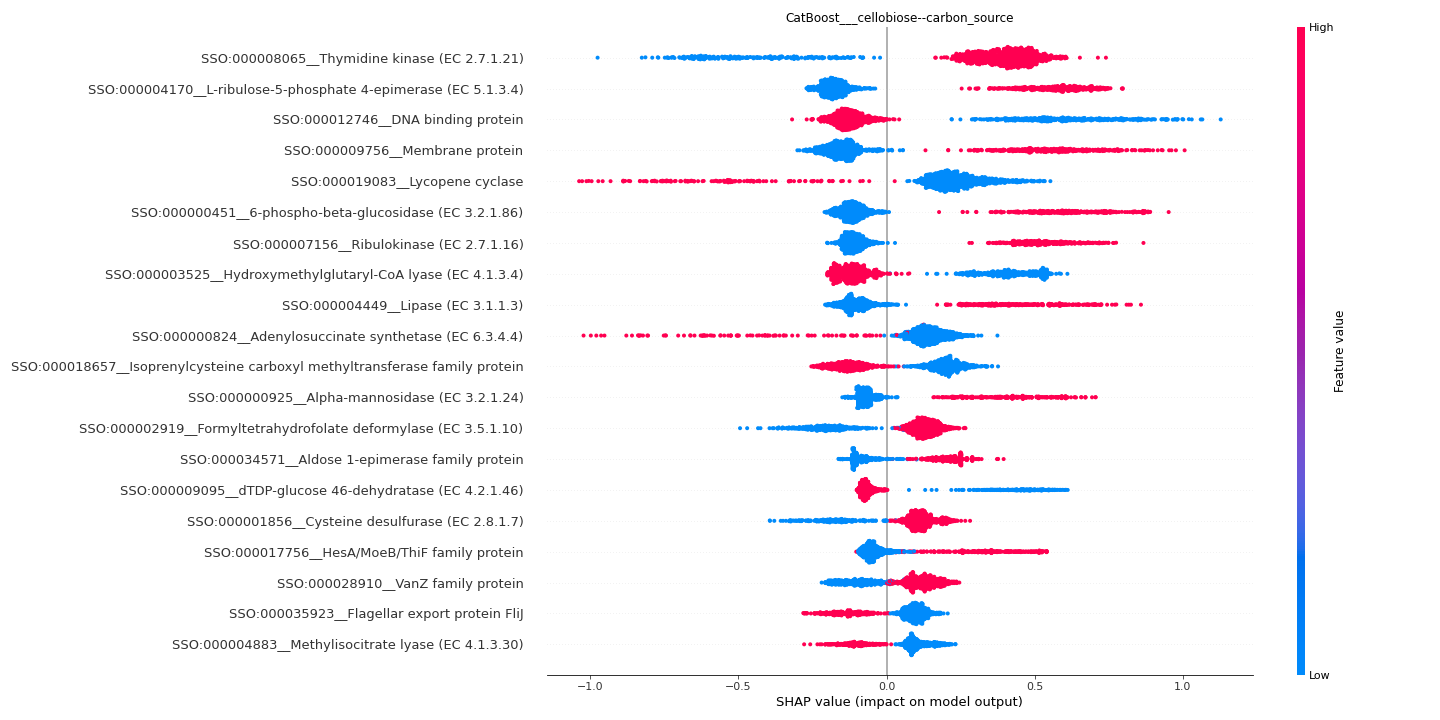 CatBoost___cellobiose--carbon_source
High
SSO:000008065__Thymidine kinase (EC 2.7.1.21)
SSO:000004170__L-ribulose-5-phosphate 4-epimerase (EC 5.1.3.4)
SSO:000012746__DNA binding protein
SSO:000009756__Membrane protein
SSO:000019083__Lycopene cyclase
SSO:000000451__6-phospho-beta-glucosidase (EC 3.2.1.86)
SSO:000007156__Ribulokinase (EC 2.7.1.16)
SSO:000003525__Hydroxymethylglutaryl-CoA lyase (EC 4.1.3.4)
SSO:000004449__Lipase (EC 3.1.1.3)
SSO:000000824__Adenylosuccinate synthetase (EC 6.3.4.4)
SSO:000018657__Isoprenylcysteine carboxyl methyltransferase family protein
SSO:000000925__Alpha-mannosidase (EC 3.2.1.24)
SSO:000002919__Formyltetrahydrofolate deformylase (EC 3.5.1.10)
SSO:000034571__Aldose 1-epimerase family protein
SSO:000009095__dTDP-glucose 46-dehydratase (EC 4.2.1.46)
SSO:000001856__Cysteine desulfurase (EC 2.8.1.7)
SSO:000017756__HesA/MoeB/ThiF family protein
SSO:000028910__VanZ family protein
SSO:000035923__Flagellar export protein FliJ
SSO:000004883__Methylisocitrate lyase (EC 4.1.3.30)
Feature value
Low
−1.0 −0.5 0.0 0.5 1.0
SHAP value (impact on model output)